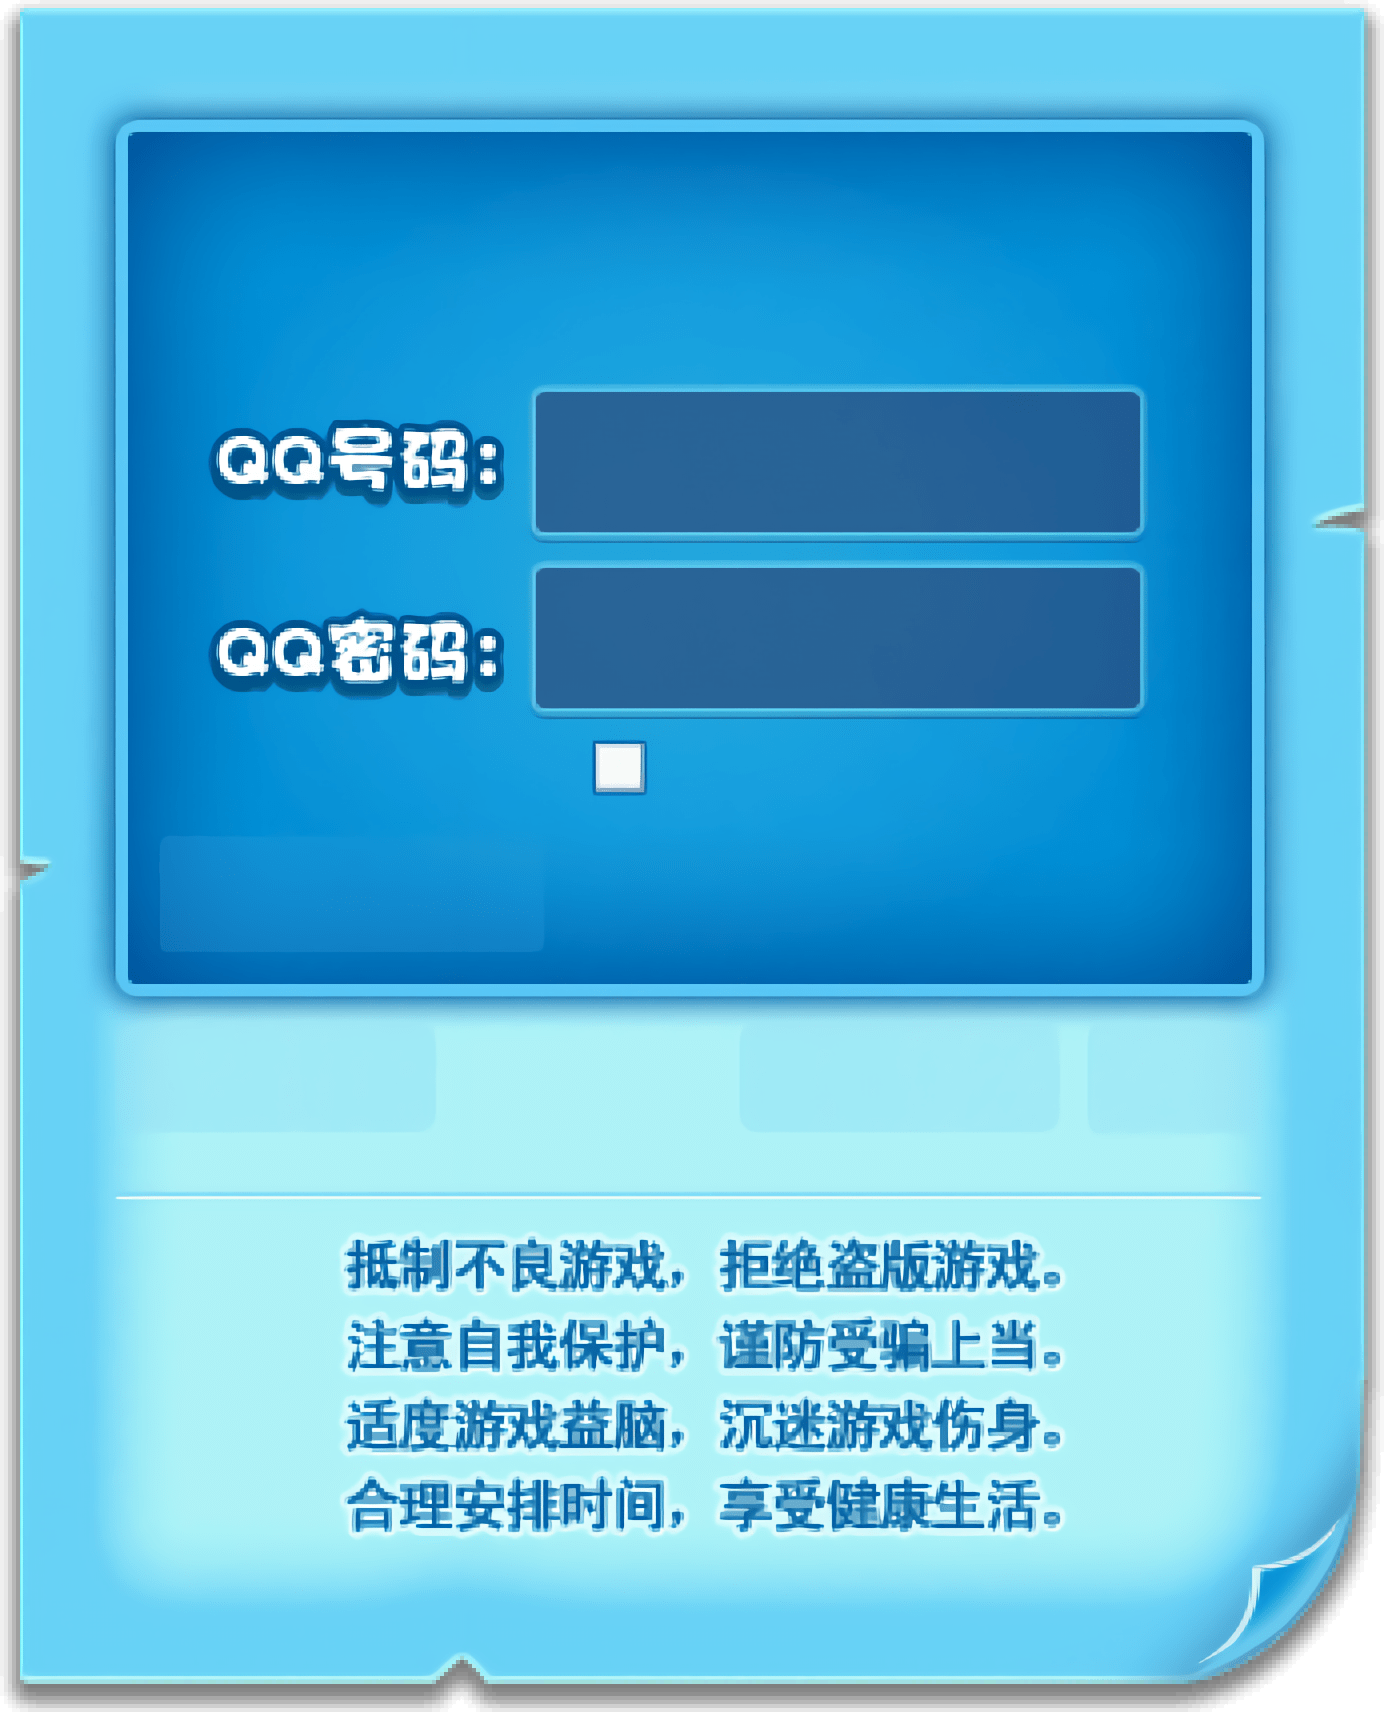 QQ号码：
QQ密码：
抵制不良游戏，拒绝盗版游戏。
注意自我保护，谨防受骗上当。
适度游戏益脑，沉迷游戏伤身。
合理安排时间，享受健康生活。